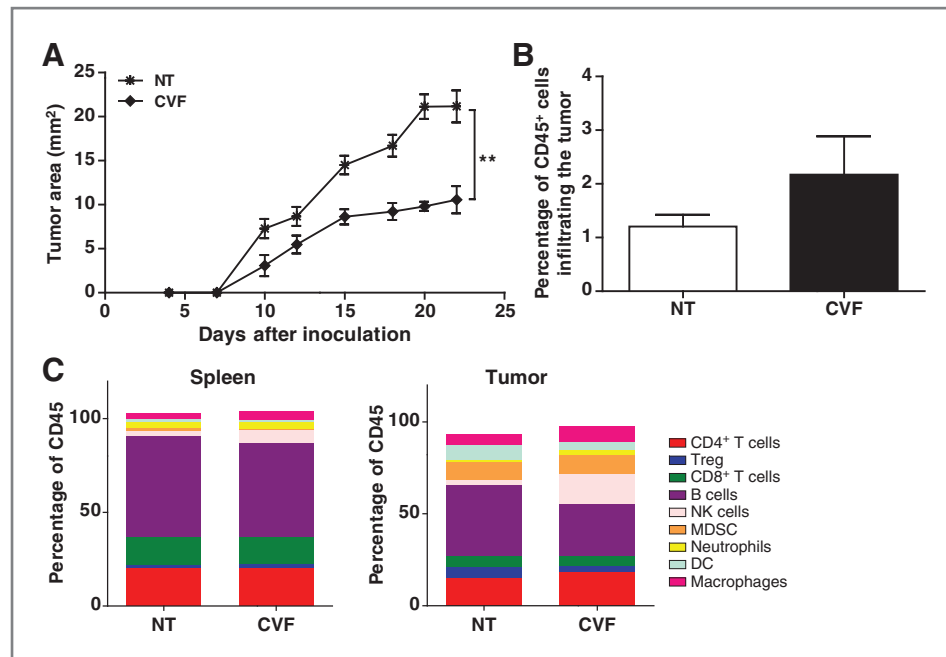 A
NT
CVF
Tumor area (mm²)
25
20
15
10
5
0
0 5 10 15 20 25
Days after inoculation
**
B
Percentage of CD45⁺ cells
infiltrating the tumor
4
3
2
1
0
NT CVF
C
Spleen
Percentage of CD45
100
50
0
NT CVF
Tumor
Percentage of CD45
100
50
0
NT CVF
CD4⁺ T cells
Treg
CD8⁺ T cells
B cells
NK cells
MDSC
Neutrophils
DC
Macrophages